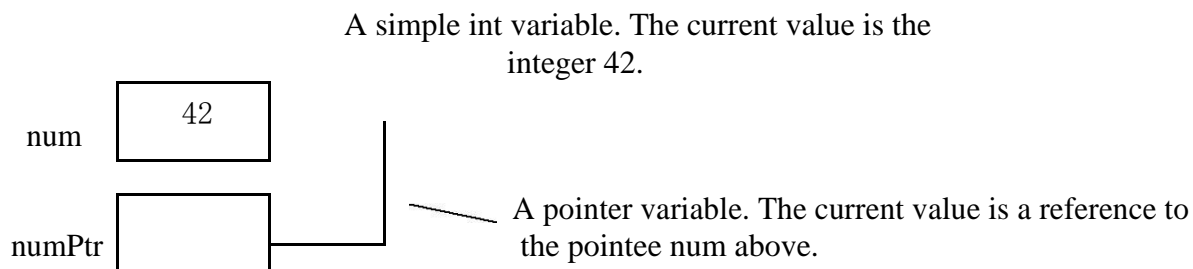 A simple int variable. The current value is the
integer 42.
42
num
A pointer variable. The current value is a reference to
the pointee num above.
numPtr